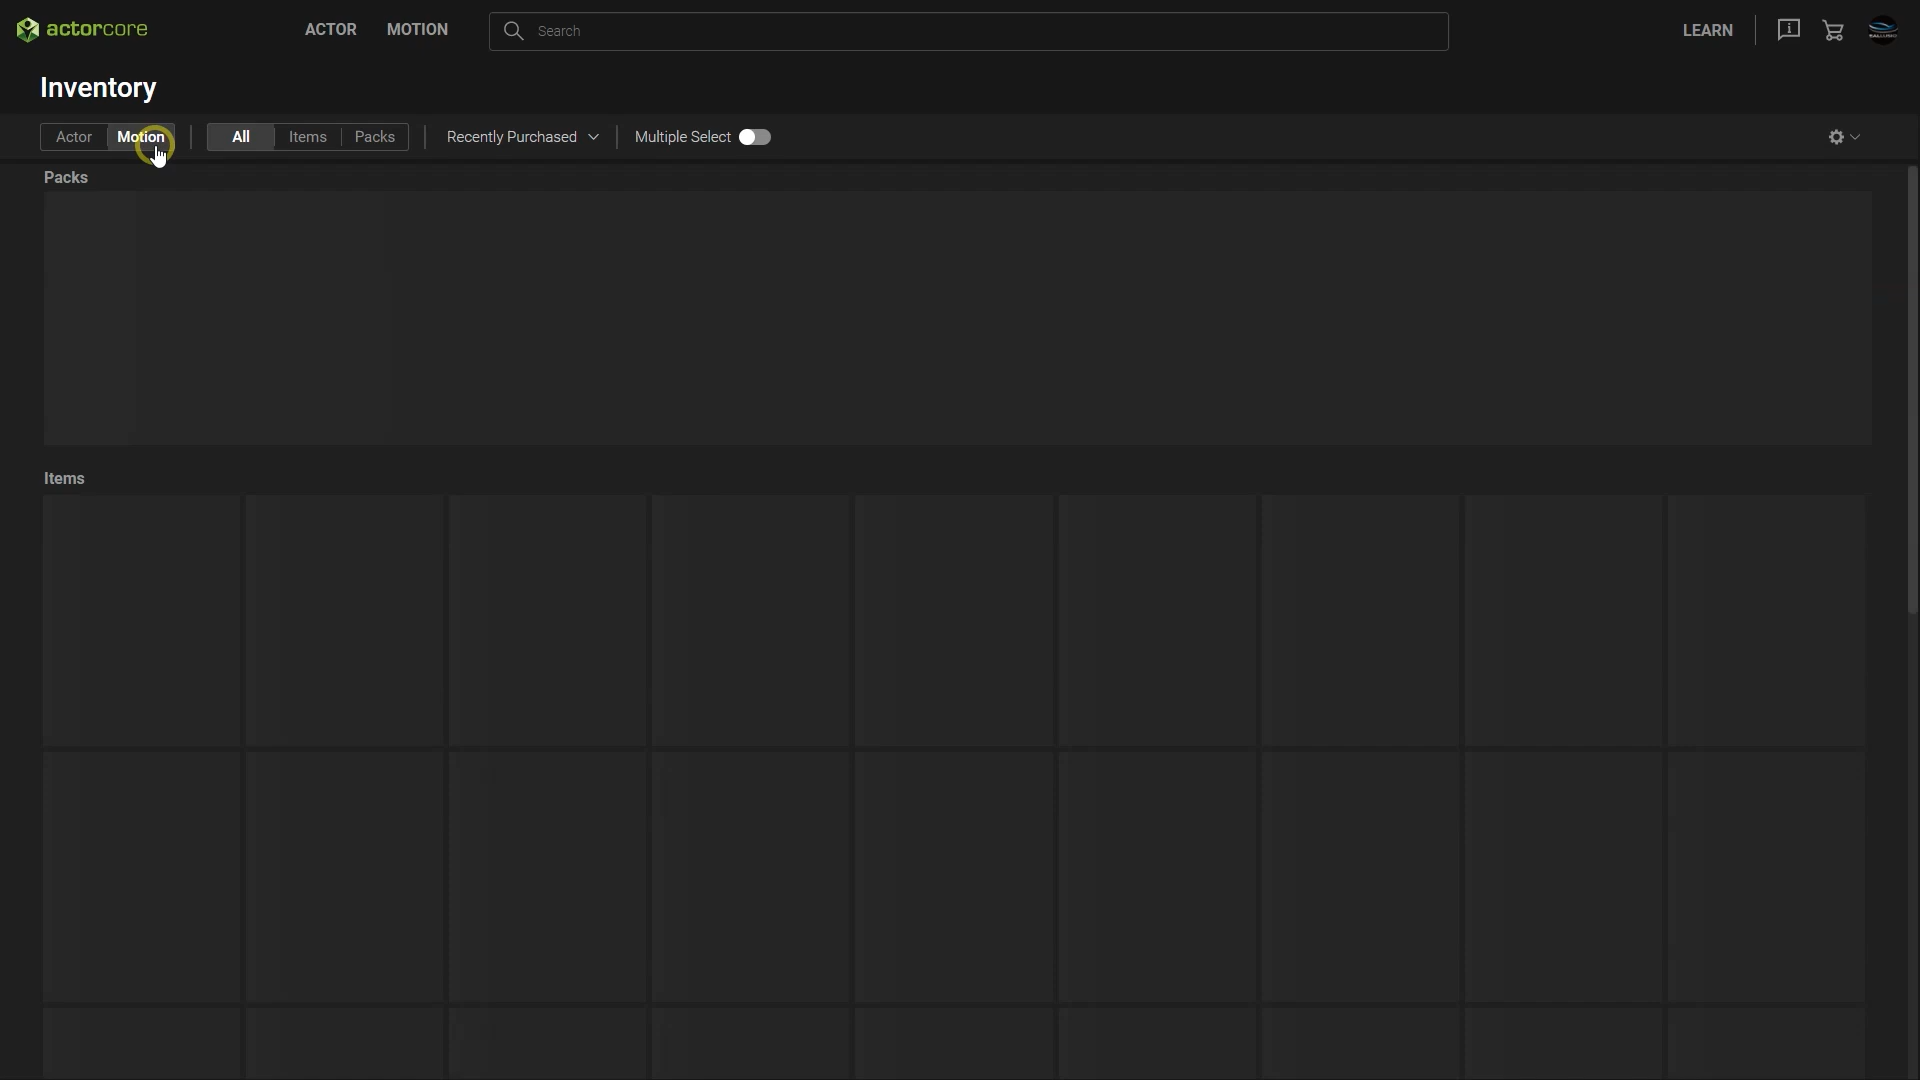 actorcore
ACTOR MOTION Search LEARN
Inventory
Actor Motion All Items Packs Recently Purchased Multiple Select
Packs
Items